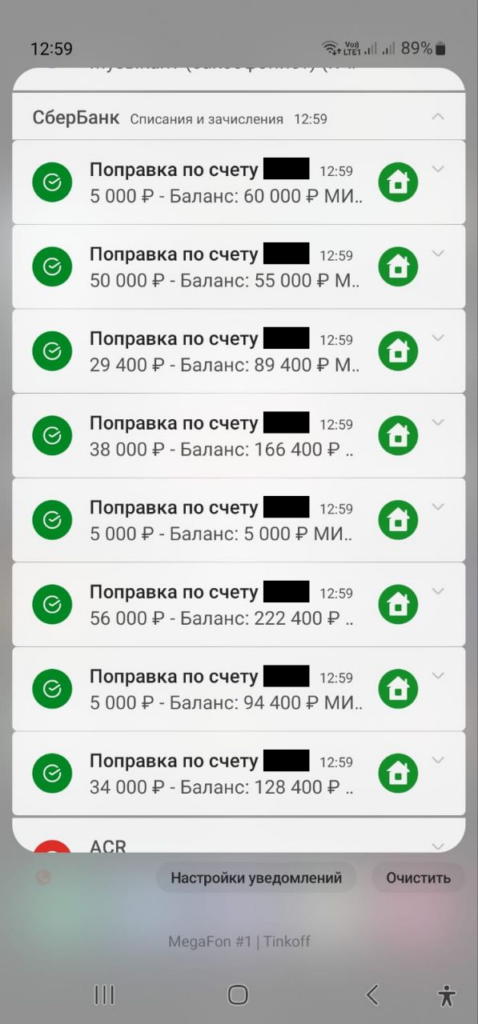 12:59
Vo)) LTE1 89%
СберБанк Списания и зачисления 12:59
Поправка по счету 12:59
5 000 ₽ - Баланс: 60 000 ₽ МИ..
Поправка по счету 12:59
50 000 ₽ - Баланс: 55 000 ₽ М..
Поправка по счету 12:59
29 400 ₽ - Баланс: 89 400 ₽ М..
Поправка по счету 12:59
38 000 ₽ - Баланс: 166 400 ₽ ..
Поправка по счету 12:59
5 000 ₽ - Баланс: 5 000 ₽ МИ..
Поправка по счету 12:59
56 000 ₽ - Баланс: 222 400 ₽ ..
Поправка по счету 12:59
5 000 ₽ - Баланс: 94 400 ₽ МИ..
Поправка по счету 12:59
34 000 ₽ - Баланс: 128 400 ₽ ..
ACR
Настройки уведомлений Очистить
MegaFon #1 | Tinkoff